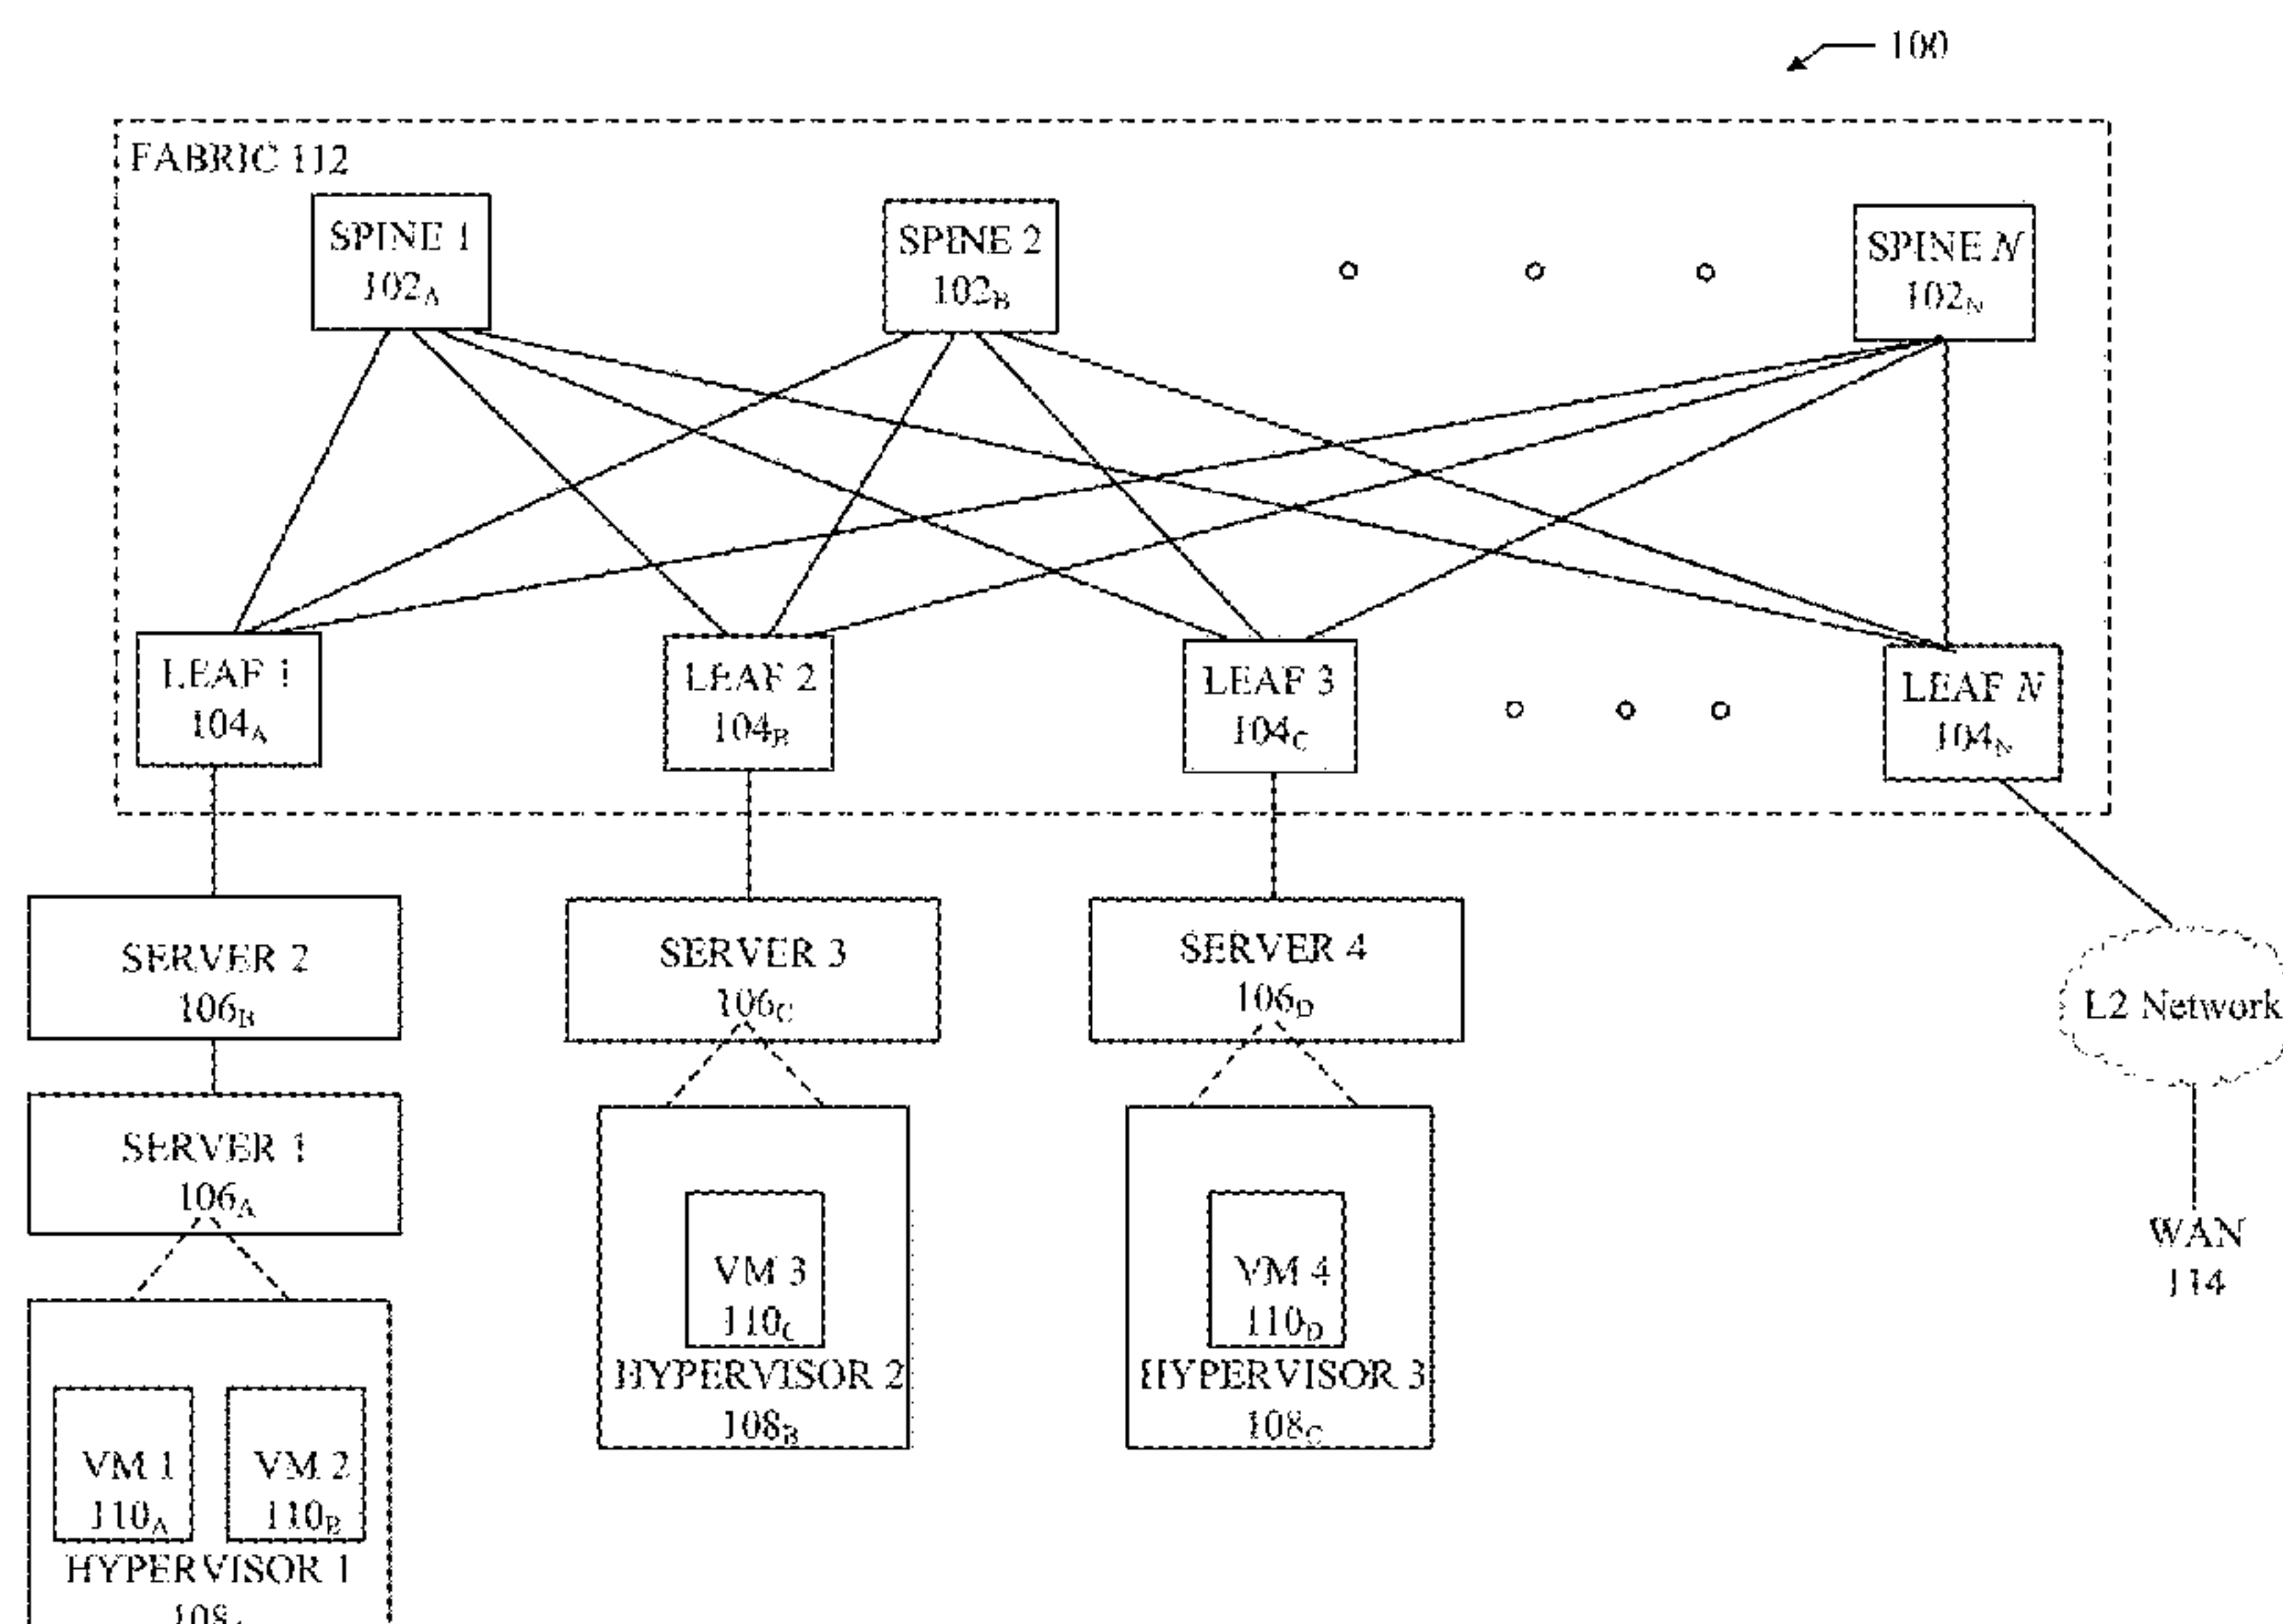 100
FABRIC 112
SPINE 1
102A
SPINE 2
102B
SPINE N
102N
LEAF 1
104A
LEAF 2
104B
LEAF 3
104C
LEAF N
104N
SERVER 2
106B
SERVER 3
106C
SERVER 4
106D
L2 Network
SERVER 1
106A
WAN
114
VM 3
110C
HYPERVISOR 2
108B
VM 4
110D
HYPERVISOR 3
108C
VM 1
110A
VM 2
110B
HYPERVISOR 1
108